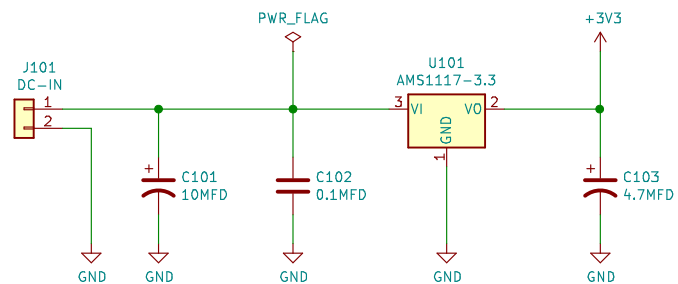 PWR_FLAG
+3V3
J101
DC-IN
1
2
U101
AMS1117-3.3
3
VI
VO
2
GND
1
+
C101
10MFD
C102
0.1MFD
+
C103
4.7MFD
GND
GND
GND
GND
GND